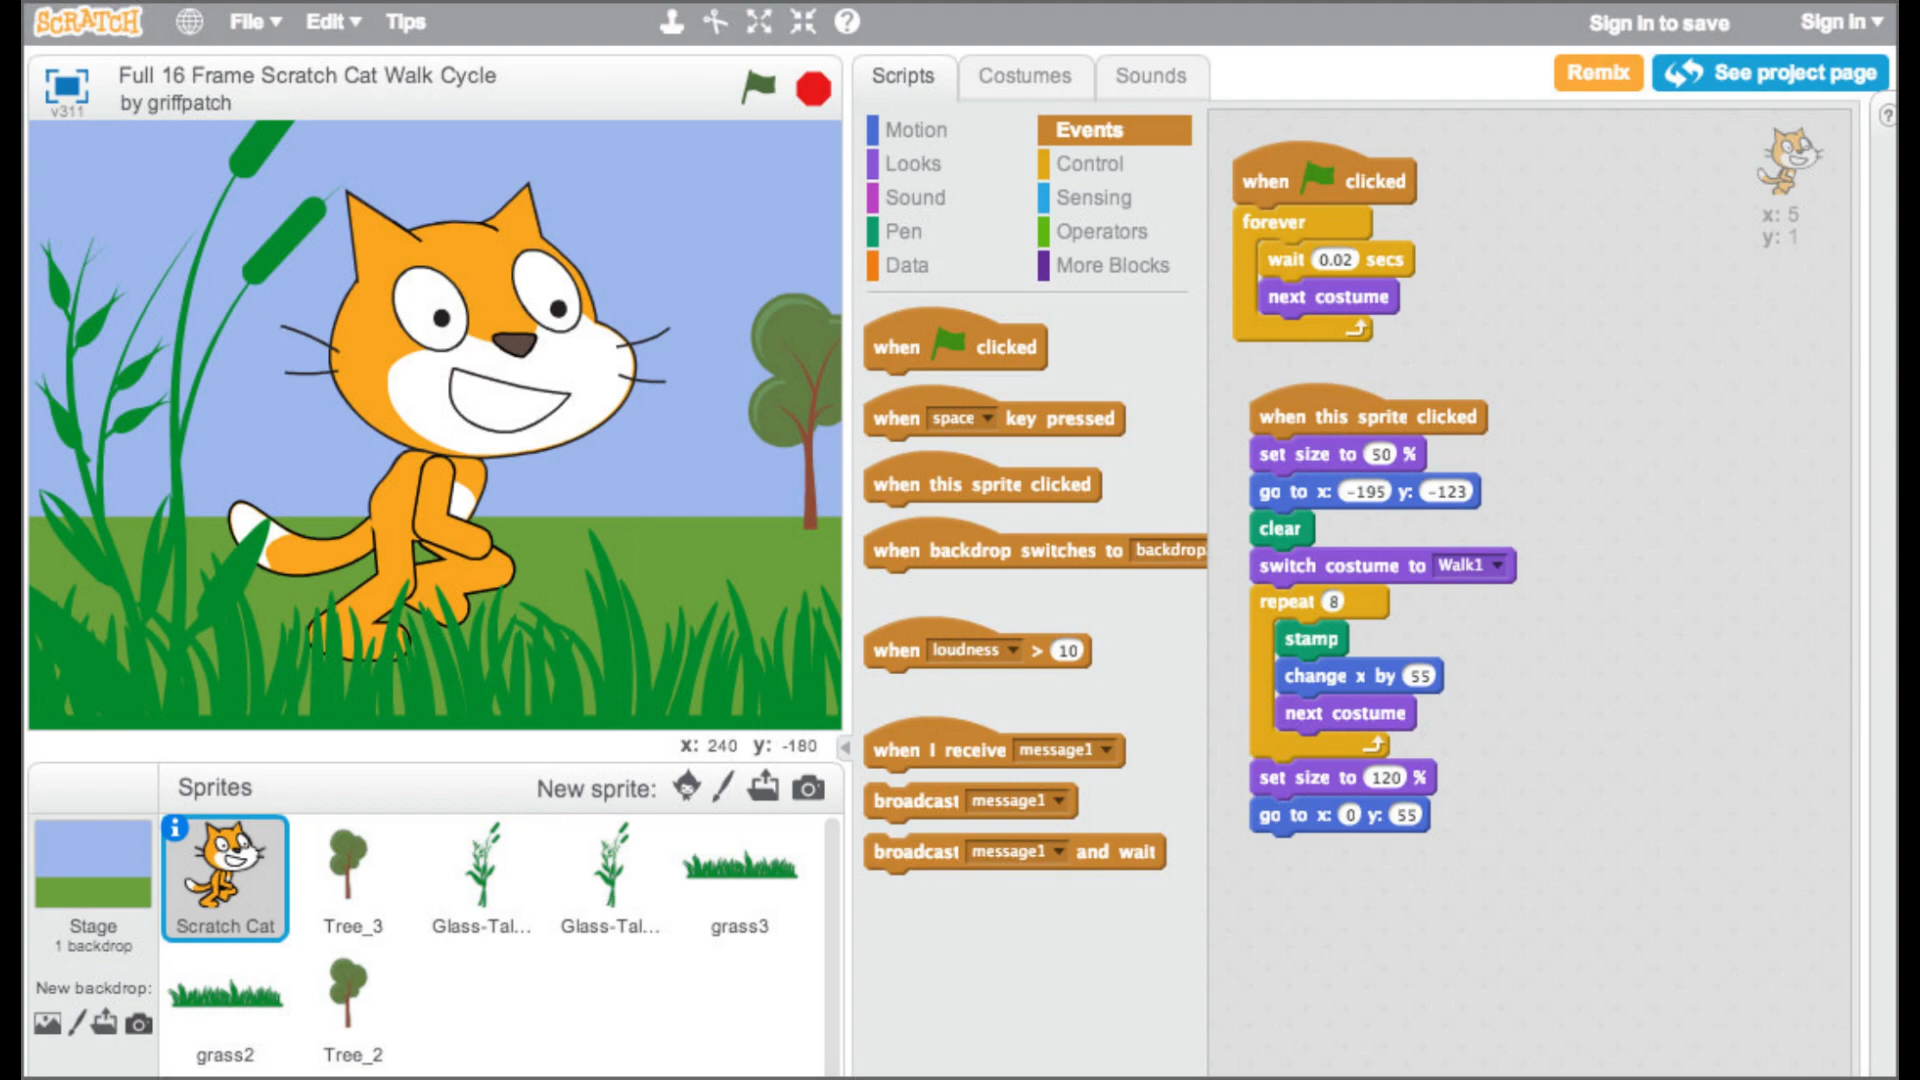 SCRATCH File Edit Tips Sign in to save Sign in
v311
Full 16 Frame Scratch Cat Walk Cycle
by griffpatch
x: 240 y: -180
Sprites New sprite:
Stage
1 backdrop
New backdrop:
Scratch Cat
Tree_3
Glass-Tal...
Glass-Tal...
grass3
grass2
Tree_2
Scripts Costumes Sounds
Remix See project page
Motion
Looks
Sound
Pen
Data
Events
Control
Sensing
Operators
More Blocks
when clicked
when space key pressed
when this sprite clicked
when backdrop switches to backdrop
when loudness > 10
when I receive message1
broadcast message1
broadcast message1 and wait
when clicked
forever
wait 0.02 secs
next costume
when this sprite clicked
set size to 50 %
go to x: -195 y: -123
clear
switch costume to Walk1
repeat 8
stamp
change x by 55
next costume
set size to 120 %
go to x: 0 y: 55
x: 5
y: 1
?